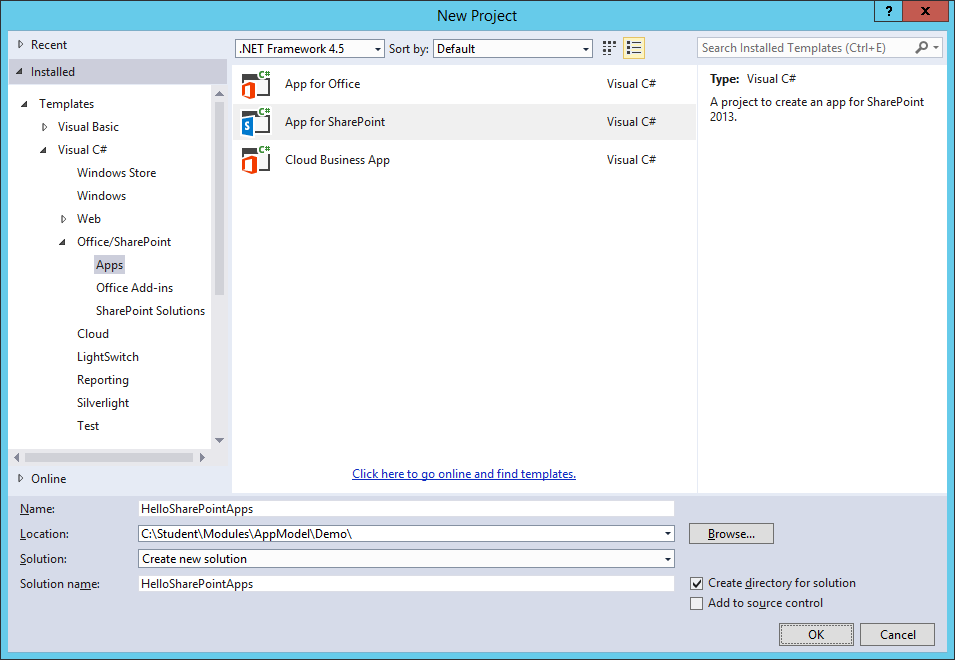 New Project
?
x
Recent
Installed
Templates
Visual Basic
Visual C#
Windows Store
Windows
Web
Office/SharePoint
Apps
Office Add-ins
SharePoint Solutions
Cloud
LightSwitch
Reporting
Silverlight
Test
Online
.NET Framework 4.5
Sort by:
Default
Search Installed Templates (Ctrl+E)
C#
App for Office
Visual C#
C#
App for SharePoint
Visual C#
C#
Cloud Business App
Visual C#
Click here to go online and find templates.
Type: Visual C#
A project to create an app for SharePoint
2013.
Name:
HelloSharePointApps
Location:
C:\Student\Modules\AppModel\Demo\
Browse...
Solution:
Create new solution
Solution name:
HelloSharePointApps
Create directory for solution
Add to source control
OK
Cancel